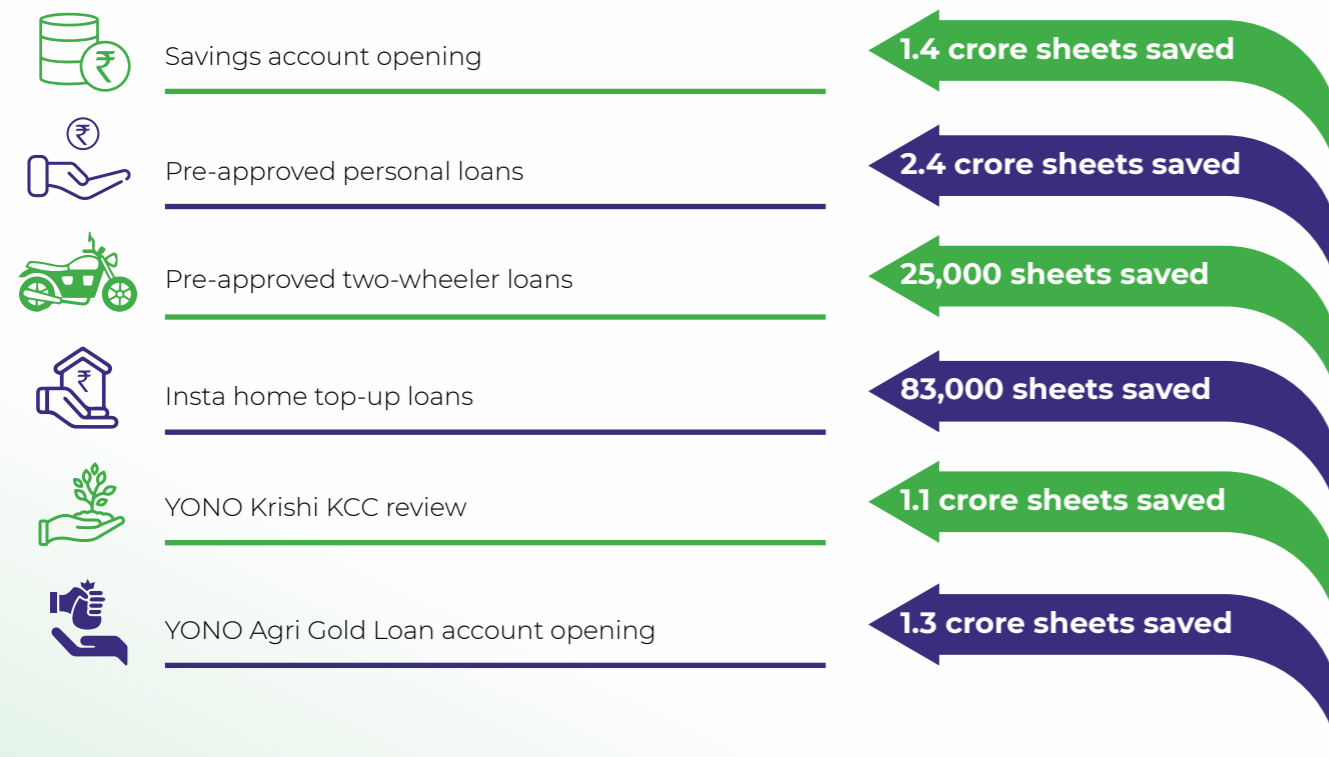 ₹
Savings account opening
1.4 crore sheets saved
₹
Pre-approved personal loans
2.4 crore sheets saved
Pre-approved two-wheeler loans
25,000 sheets saved
₹
Insta home top-up loans
83,000 sheets saved
YONO Krishi KCC review
1.1 crore sheets saved
YONO Agri Gold Loan account opening
1.3 crore sheets saved